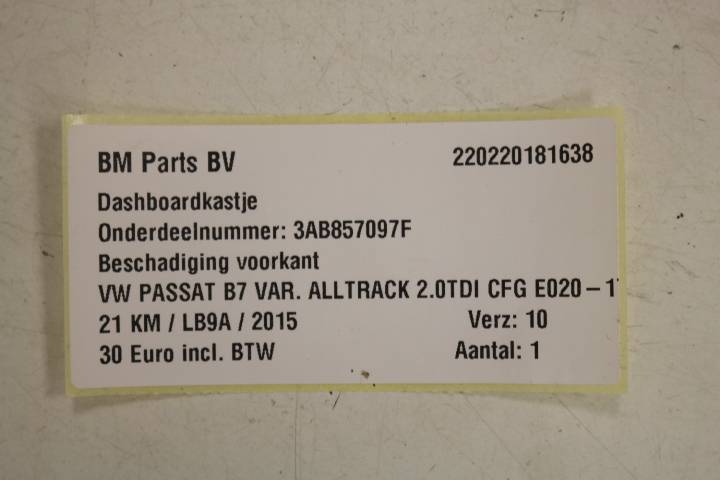 BM Parts BV 220220181638
Dashboardkastje
Onderdeelnummer: 3AB857097F
Beschadiging voorkant
VW PASSAT B7 VAR. ALLTRACK 2.0TDI CFG E020 – 1
21 KM / LB9A / 2015 Verz: 10
30 Euro incl. BTW Aantal: 1